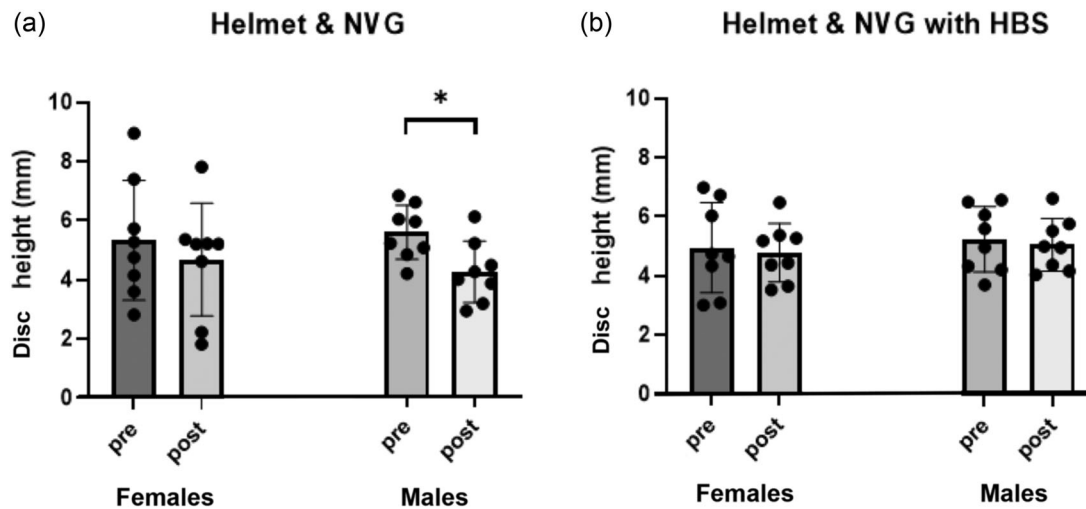 (a)
Helmet & NVG
Disc height (mm)
10
8
6
4
2
0
*
pre
post
pre
post
Females
Males
(b)
Helmet & NVG with HBS
Disc height (mm)
10
8
6
4
2
0
pre
post
pre
post
Females
Males